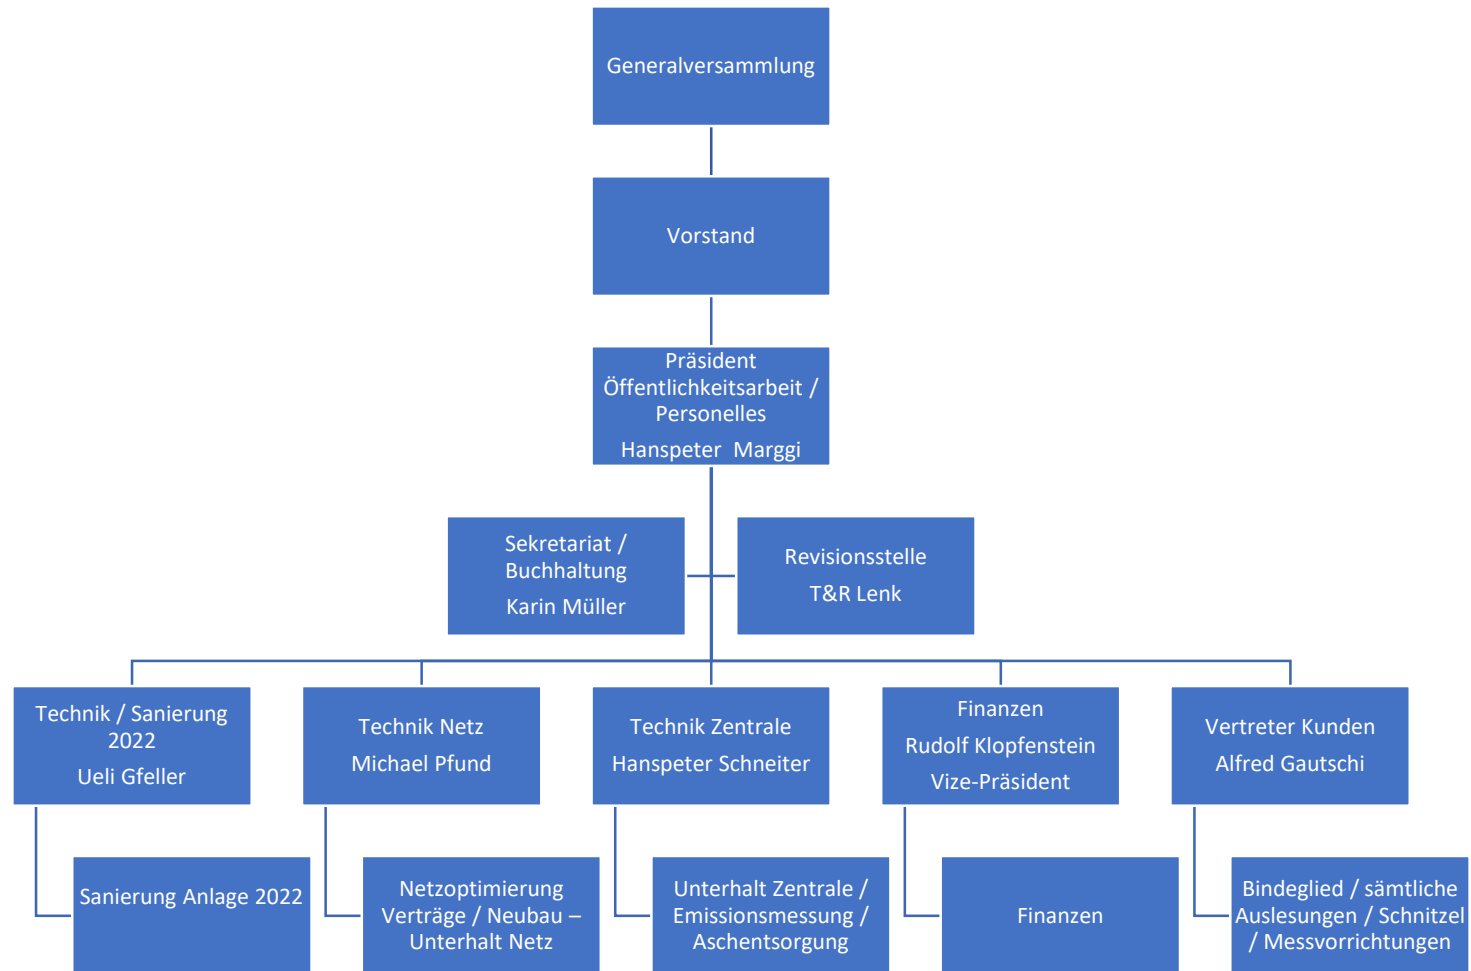 Generalversammlung
Vorstand
Präsident
Öffentlichkeitsarbeit /
Personelles
Hanspeter  Marggi
Sekretariat /
Buchhaltung
Karin Müller
Revisionsstelle
T&R Lenk
Technik / Sanierung
2022
Ueli Gfeller
Technik Netz
Michael Pfund
Technik Zentrale
Hanspeter Schneiter
Finanzen
Rudolf Klopfenstein
Vize-Präsident
Vertreter Kunden
Alfred Gautschi
Sanierung Anlage 2022
Netzoptimierung
Verträge / Neubau –
Unterhalt Netz
Unterhalt Zentrale /
Emissionsmessung /
Aschentsorgung
Finanzen
Bindeglied / sämtliche
Auslesungen / Schnitzel
/ Messvorrichtungen